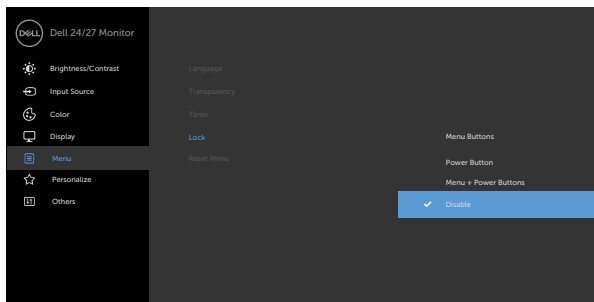 DELL
Dell 24/27 Monitor
Brightness/Contrast
Input Source
Color
Display
Menu
Personalize
Others
Language
Transparency
Timer
Lock
Reset Menu
Menu Buttons
Power Button
Menu + Power Buttons
Disable